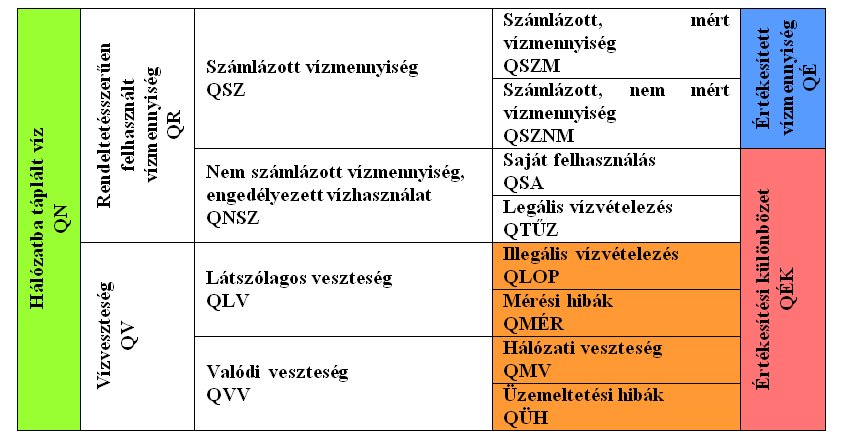 Hálózatba táplált víz
QN
Rendeltetésszerűen
felhasznált
vízmennyiség
QR
Számlázott vízmennyiség
QSZ
Számlázott, mért
vízmennyiség
QSZM
Számlázott, nem mért
vízmennyiség
QSZNM
Értékesített
vízmennyiség
QÉ
Nem számlázott vízmennyiség,
engedélyezett vízhasználat
QNSZ
Saját felhasználás
QSA
Legális vízvételezés
QTŰZ
Értékesítési különbözet
QÉK
Vízveszteség
QV
Látszólagos veszteség
QLV
Illegális vízvételezés
QLOP
Mérési hibák
QMÉR
Valódi veszteség
QVV
Hálózati veszteség
QMV
Üzemeltetési hibák
QÜH